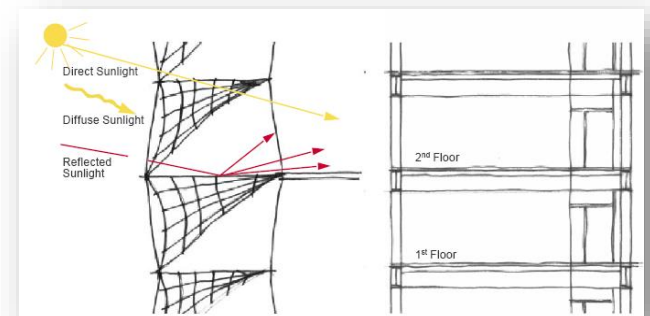 Direct Sunlight
Diffuse Sunlight
Reflected
Sunlight
2nd Floor
1st Floor